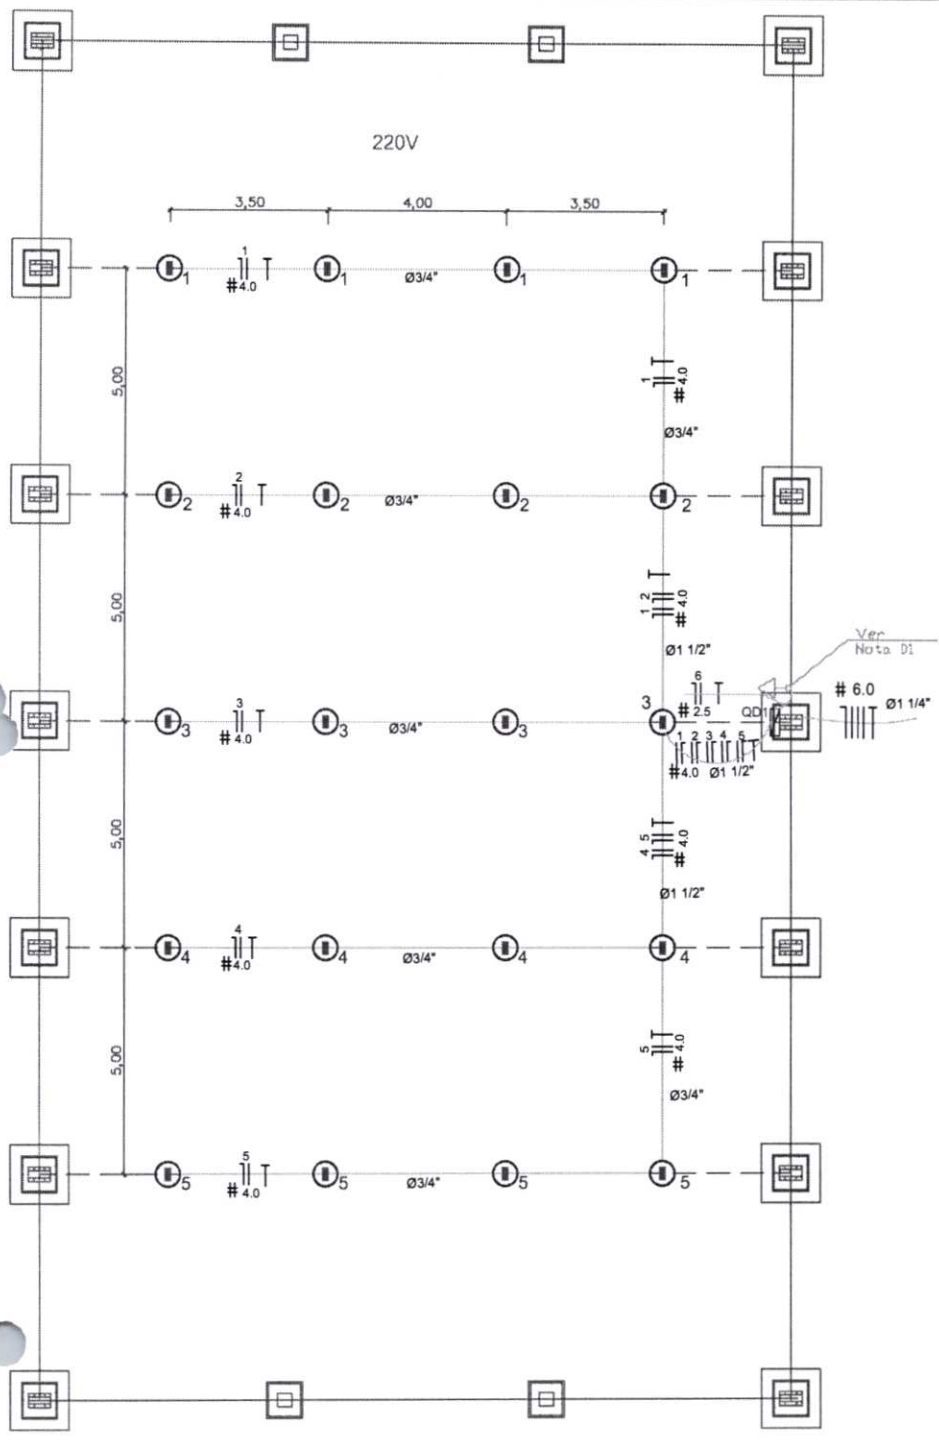 220V
3,50 4,00 3,50
1
1 #4.0 1 Ø3/4" 1 1
5,00
1 #4.0
Ø3/4"
2
2 #4.0 2 Ø3/4" 2 2
5,00
1 2 #4.0
Ø1 1/2"
Ver
Nota D1
6
#2.5
# 6.0
Ø1 1/4"
3
3 #4.0 3 Ø3/4" 3 3
QD1
1 2 3 4 5
#4.0 Ø1 1/2"
5,00
4 5 #4.0
Ø1 1/2"
4
4 #4.0 4 Ø3/4" 4 4
5,00
5 #4.0
Ø3/4"
5
5 #4.0 5 Ø3/4" 5 5